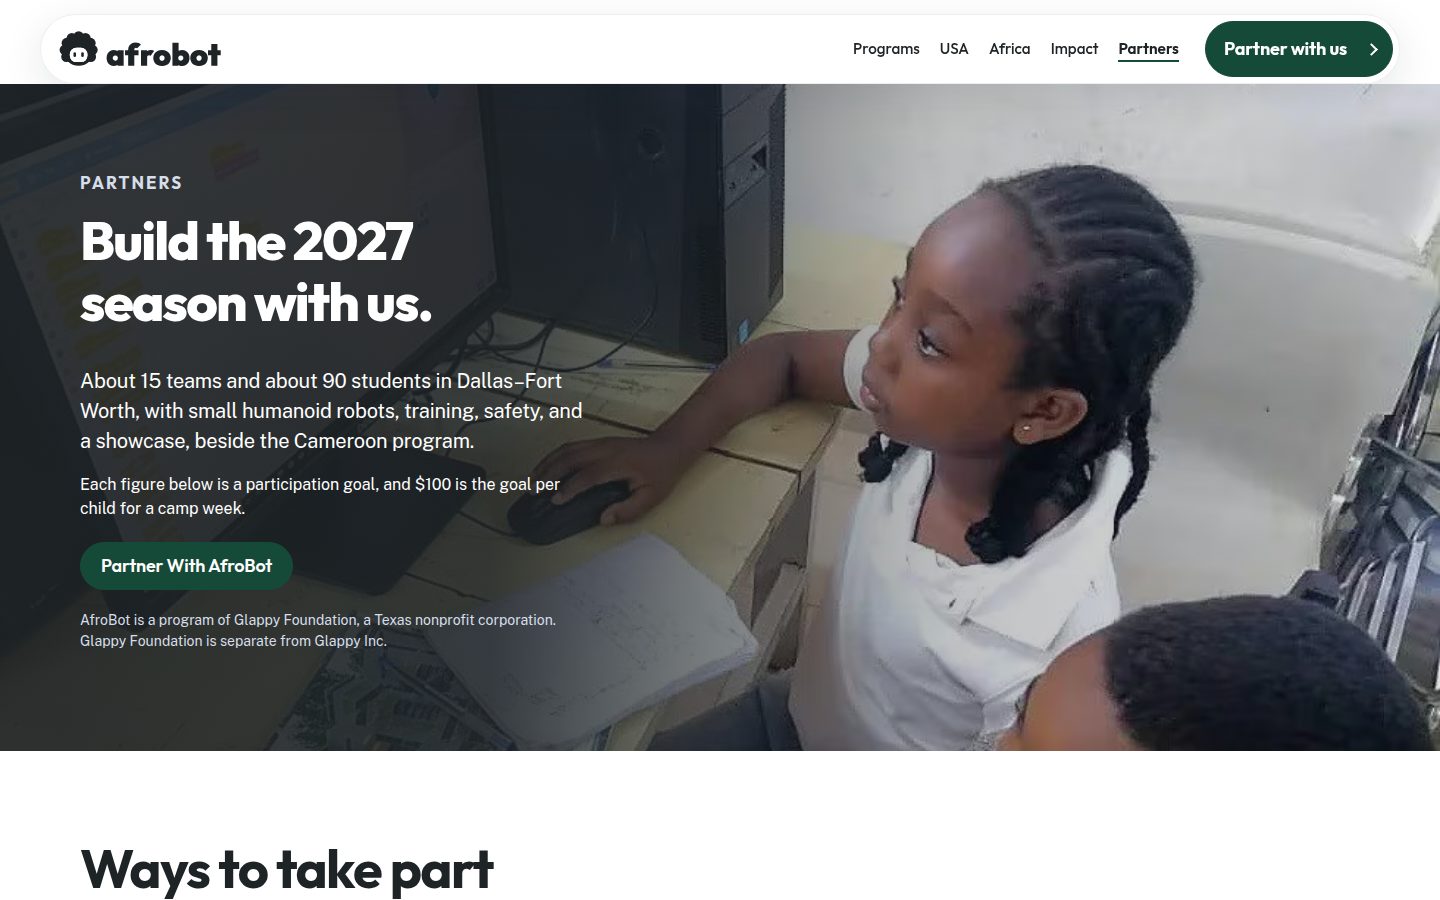 afrobot
Programs USA Africa Impact Partners Partner with us
PARTNERS
Build the 2027
season with us.
About 15 teams and about 90 students in Dallas–Fort
Worth, with small humanoid robots, training, safety, and
a showcase, beside the Cameroon program.
Each figure below is a participation goal, and $100 is the goal per
child for a camp week.
Partner With AfroBot
AfroBot is a program of Glappy Foundation, a Texas nonprofit corporation.
Glappy Foundation is separate from Glappy Inc.
Ways to take part